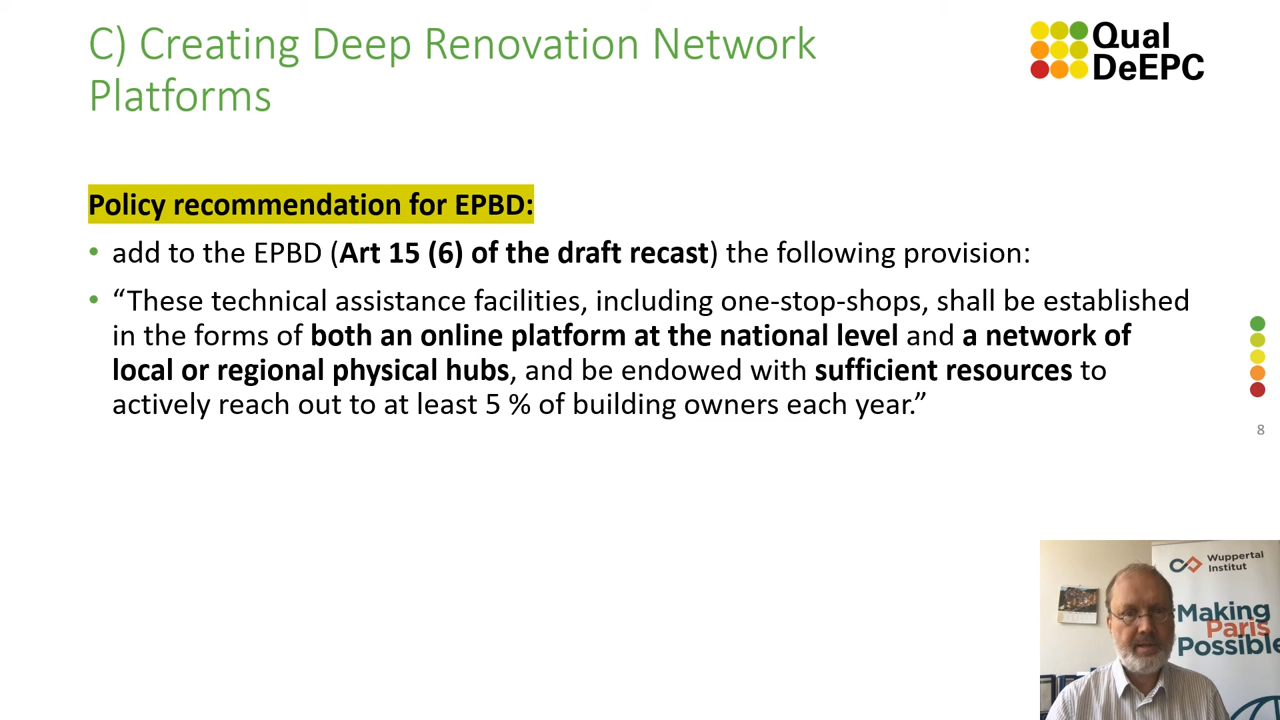 C) Creating Deep Renovation Network
Platforms
Qual
DeEPC
Policy recommendation for EPBD:
• add to the EPBD (Art 15 (6) of the draft recast) the following provision:
• “These technical assistance facilities, including one-stop-shops, shall be established
in the forms of both an online platform at the national level and a network of
local or regional physical hubs, and be endowed with sufficient resources to
actively reach out to at least 5 % of building owners each year.”
8
Wuppertal
Institut
Making
Paris
Possible